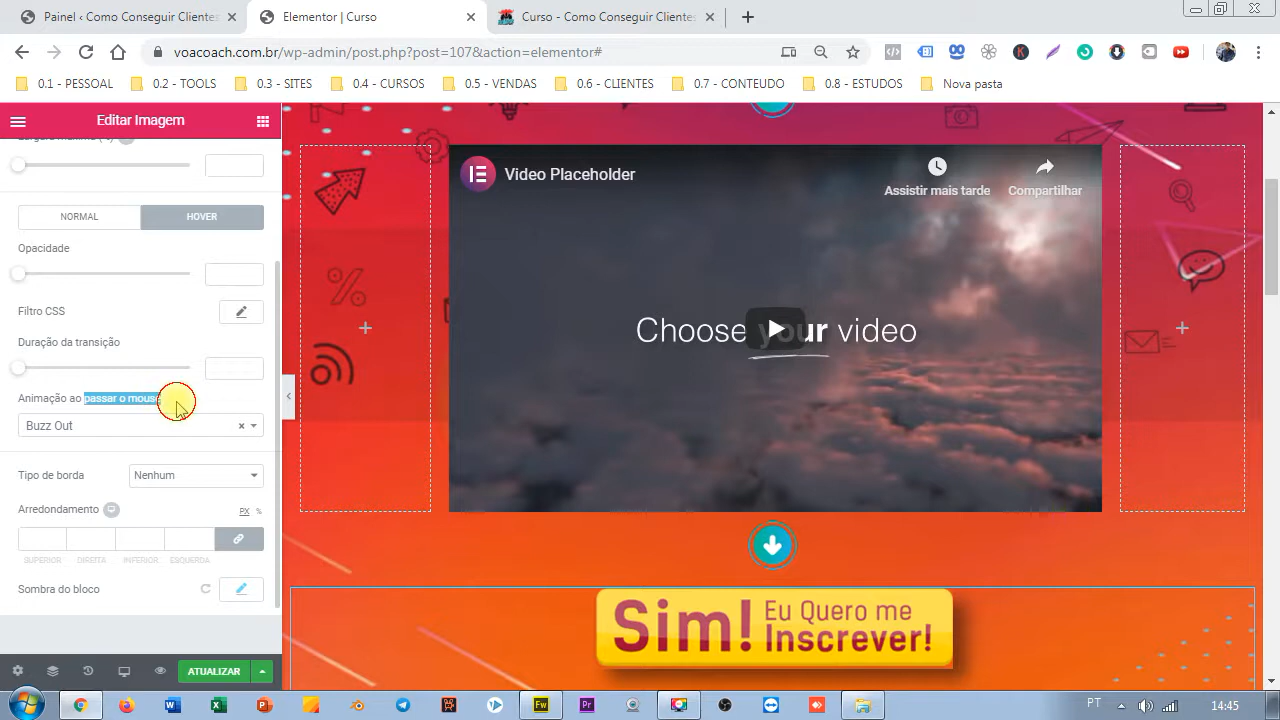 Painel ‹ Como Conseguir Clientes
Elementor | Curso
Curso - Como Conseguir Clientes
voacoach.com.br/wp-admin/post.php?post=107&action=elementor#
0.1 - PESSOAL
0.2 - TOOLS
0.3 - SITES
0.4 - CURSOS
0.5 - VENDAS
0.6 - CLIENTES
0.7 - CONTEUDO
0.8 - ESTUDOS
Nova pasta
Editar Imagem
NORMAL
HOVER
Opacidade
Filtro CSS
Duração da transição
Animação ao passar o mouse
Buzz Out
Tipo de borda
Nenhum
Arredondamento
PX
%
SUPERIOR
DIREITA
INFERIOR
ESQUERDA
Sombra do bloco
ATUALIZAR
Video Placeholder
Assistir mais tarde
Compartilhar
Choose your video
Sim! Eu Quero me
Inscrever!
PT
14:45